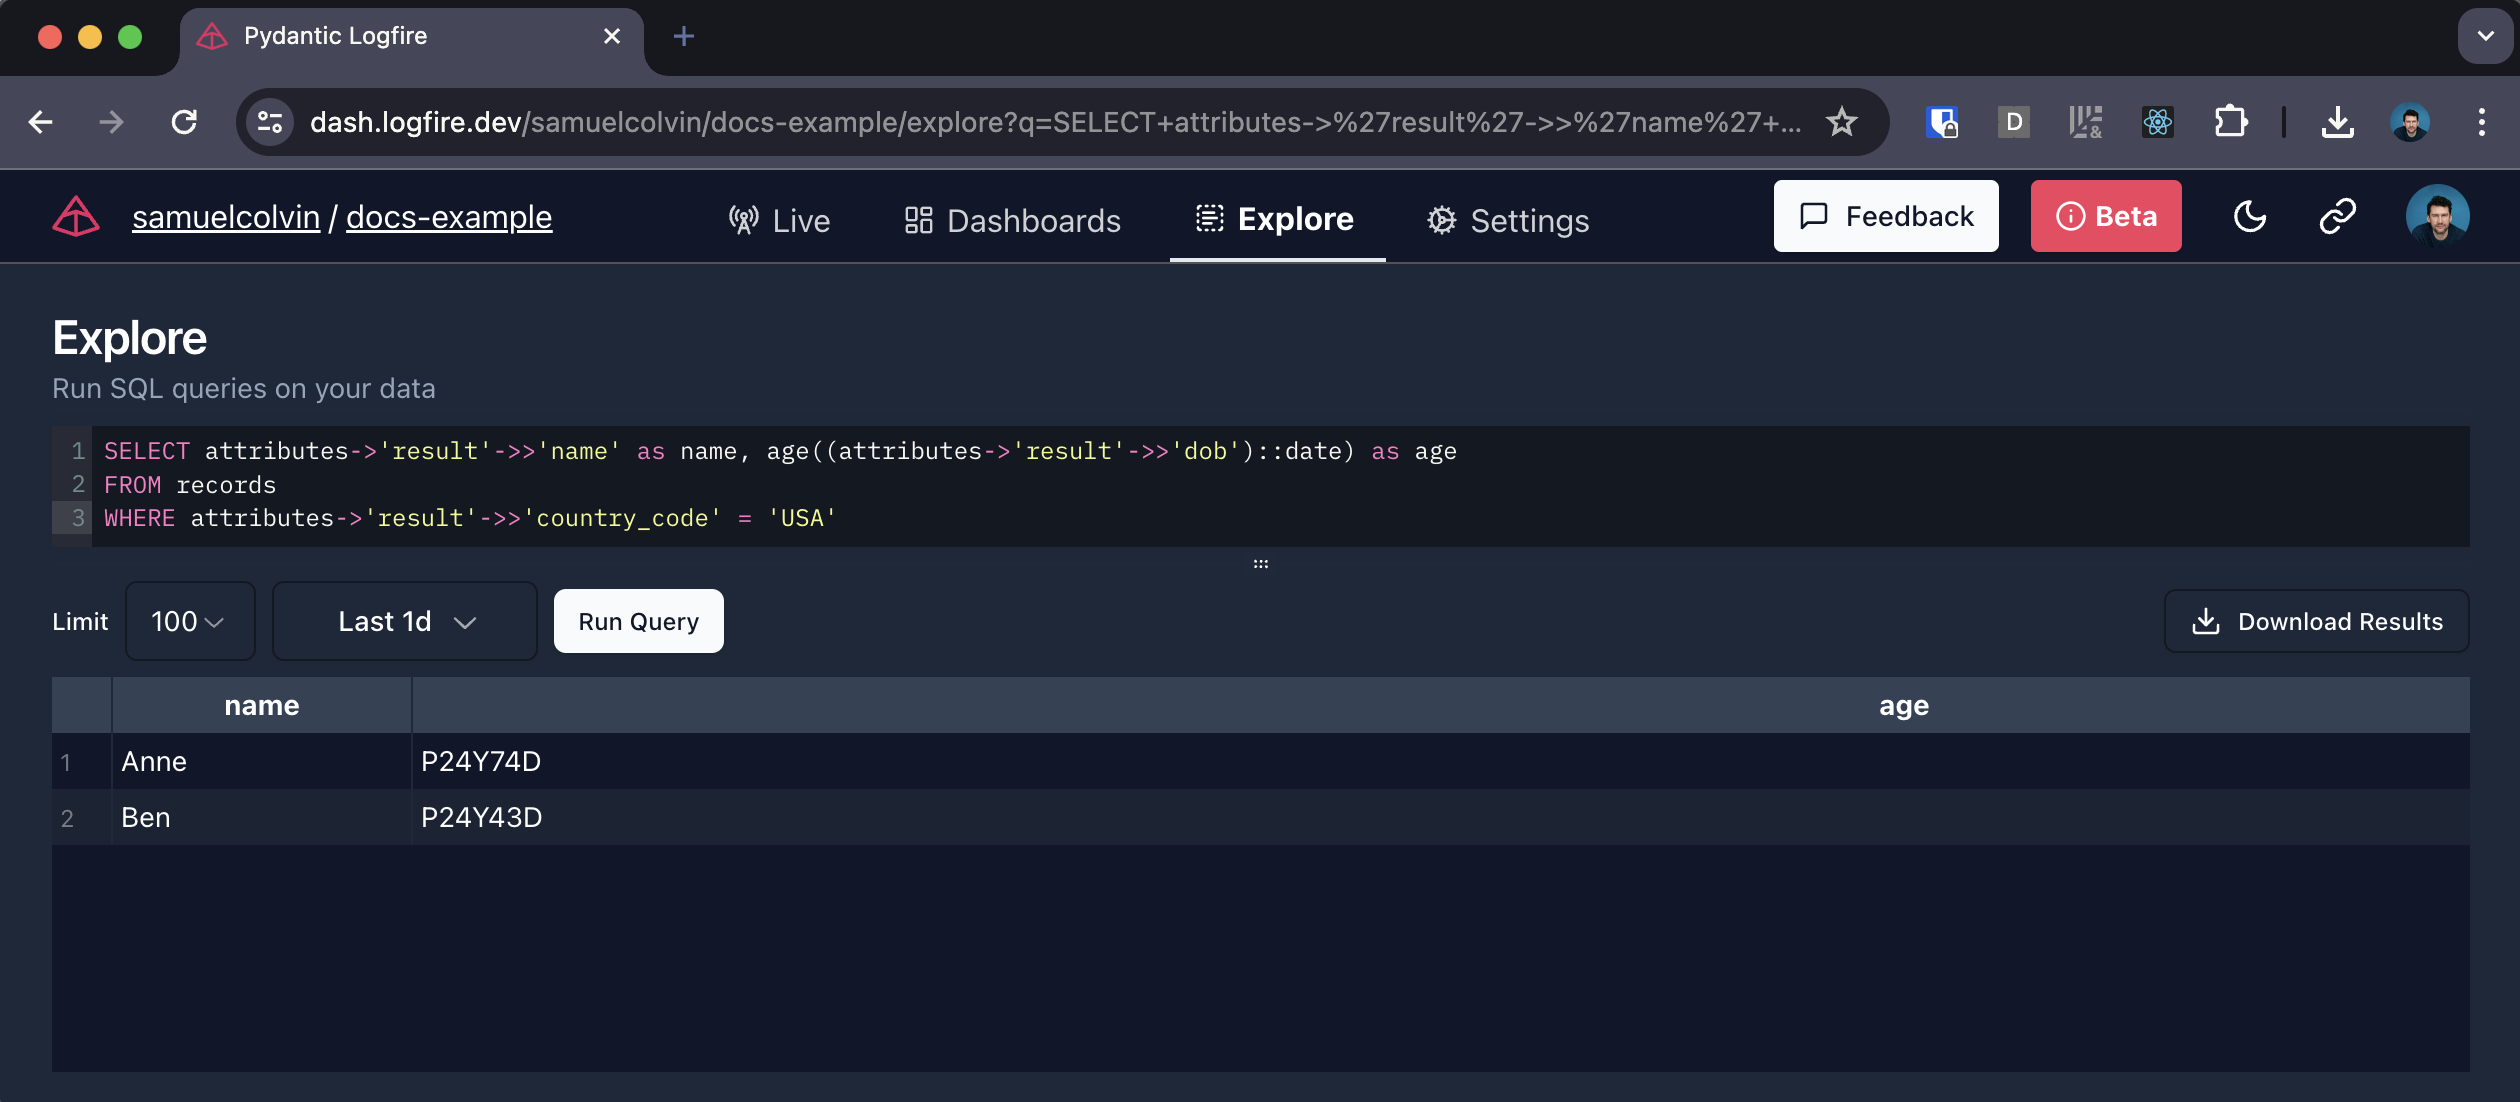 Pydantic Logfire
dash.logfire.dev/samuelcolvin/docs-example/explore?q=SELECT+attributes->%27result%27->>%27name%27+...
D
&
samuelcolvin / docs-example
Live
Dashboards
Explore
Settings
Feedback
Beta
Explore
Run SQL queries on your data
1 SELECT attributes->'result'->>'name' as name, age((attributes->'result'->>'dob')::date) as age
2 FROM records
3 WHERE attributes->'result'->>'country_code' = 'USA'
Limit 100 Last 1d Run Query Download Results
name age
1 Anne P24Y74D
2 Ben P24Y43D